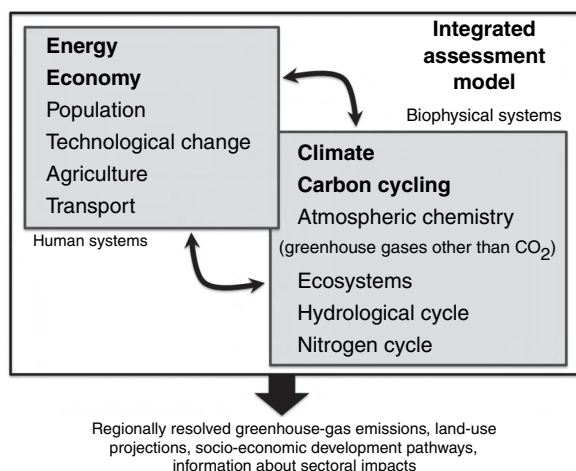 Energy
Economy
Population
Technological change
Agriculture
Transport
Human systems
Integrated
assessment
model
Biophysical systems
Climate
Carbon cycling
Atmospheric chemistry
(greenhouse gases other than CO2)
Ecosystems
Hydrological cycle
Nitrogen cycle
Regionally resolved greenhouse-gas emissions, land-use
projections, socio-economic development pathways,
information about sectoral impacts